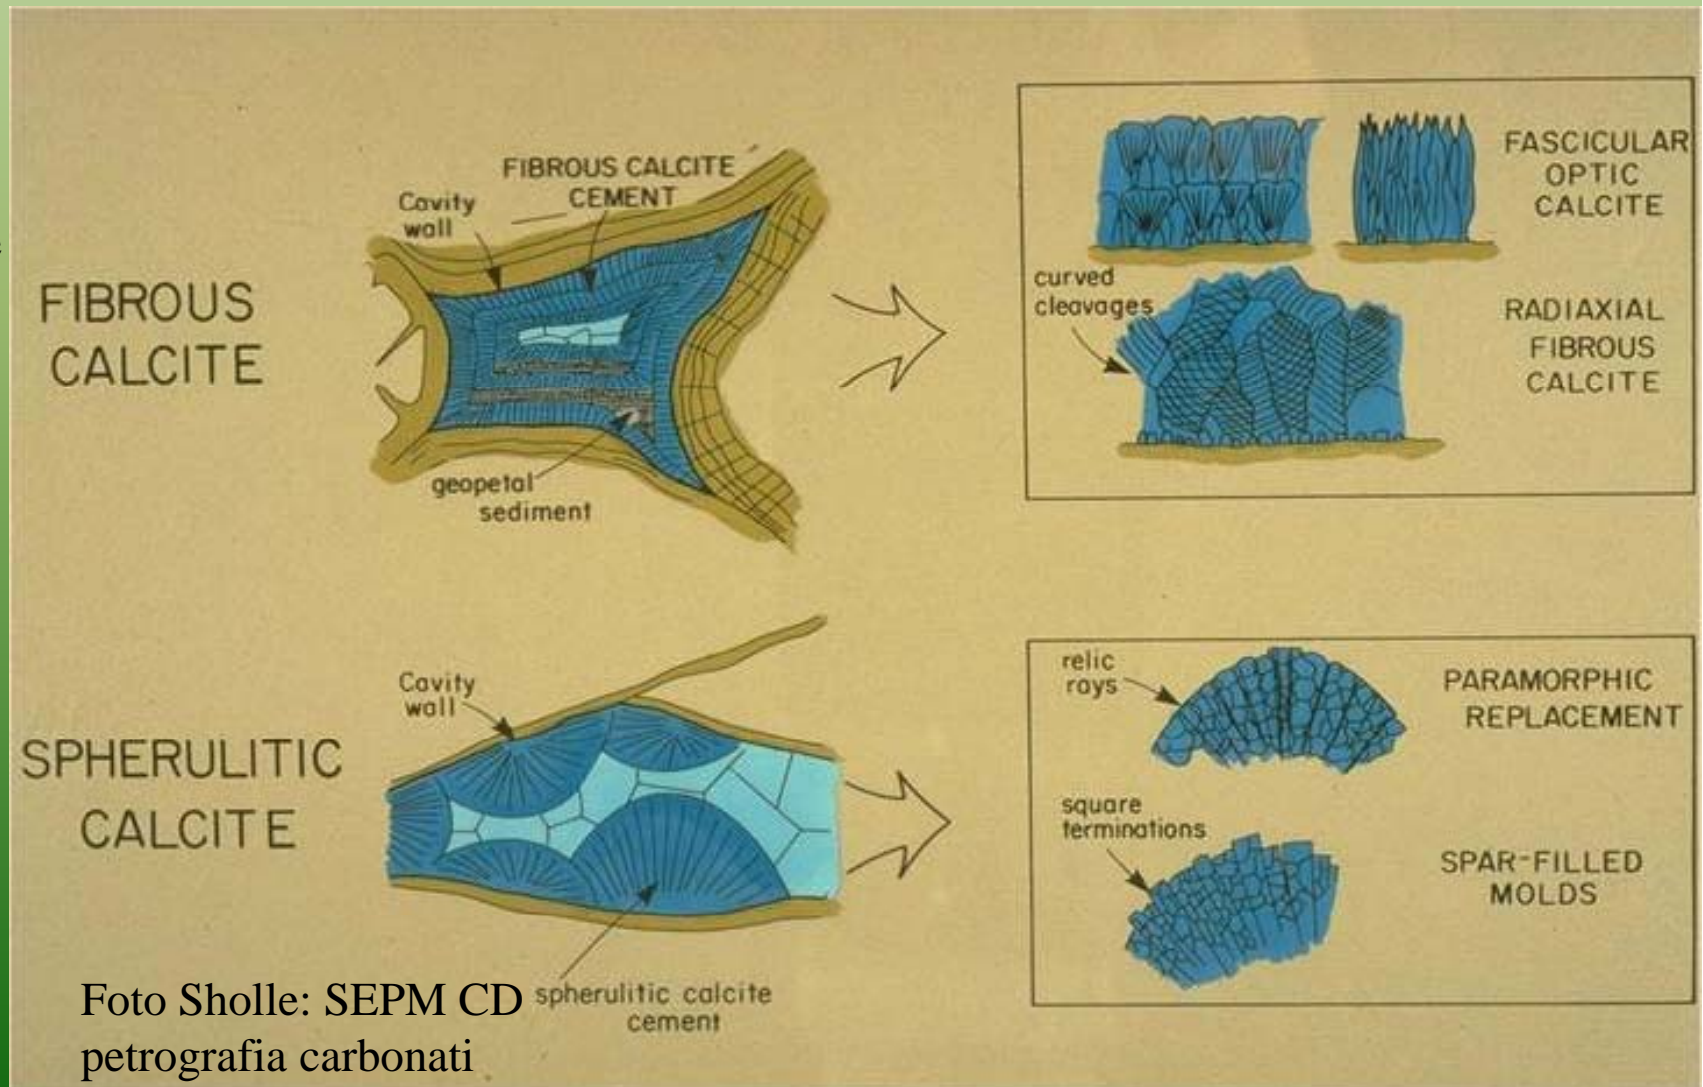 FIBROUS
CALCITE
FIBROUS CALCITE
CEMENT
Cavity
wall
geopetal
sediment
FASCICULAR
OPTIC
CALCITE
curved
cleavages
RADIAXIAL
FIBROUS
CALCITE
SPHERULITIC
CALCITE
Cavity
wall
spherulitic calcite
cement
relic
rays
PARAMORPHIC
REPLACEMENT
square
terminations
SPAR-FILLED
MOLDS
Foto Sholle: SEPM CD
petrografia carbonati